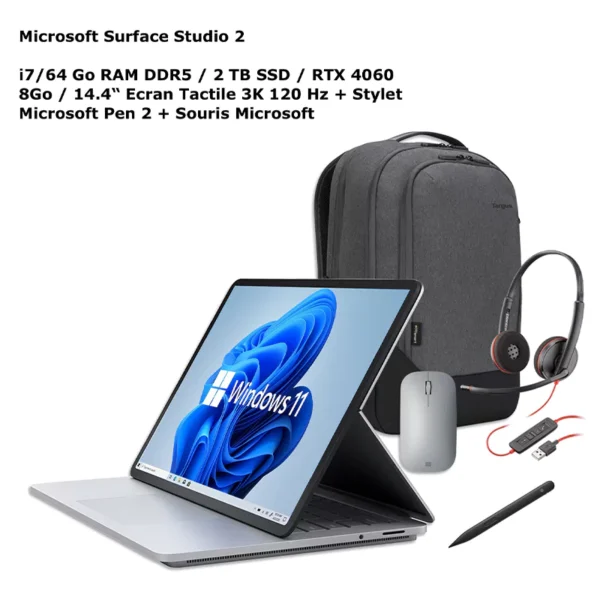 Microsoft Surface Studio 2
i7/64 Go RAM DDR5 / 2 TB SSD / RTX 4060
8Go / 14.4“ Ecran Tactile 3K 120 Hz + Stylet
Microsoft Pen 2 + Souris Microsoft
Targus
Windows 11